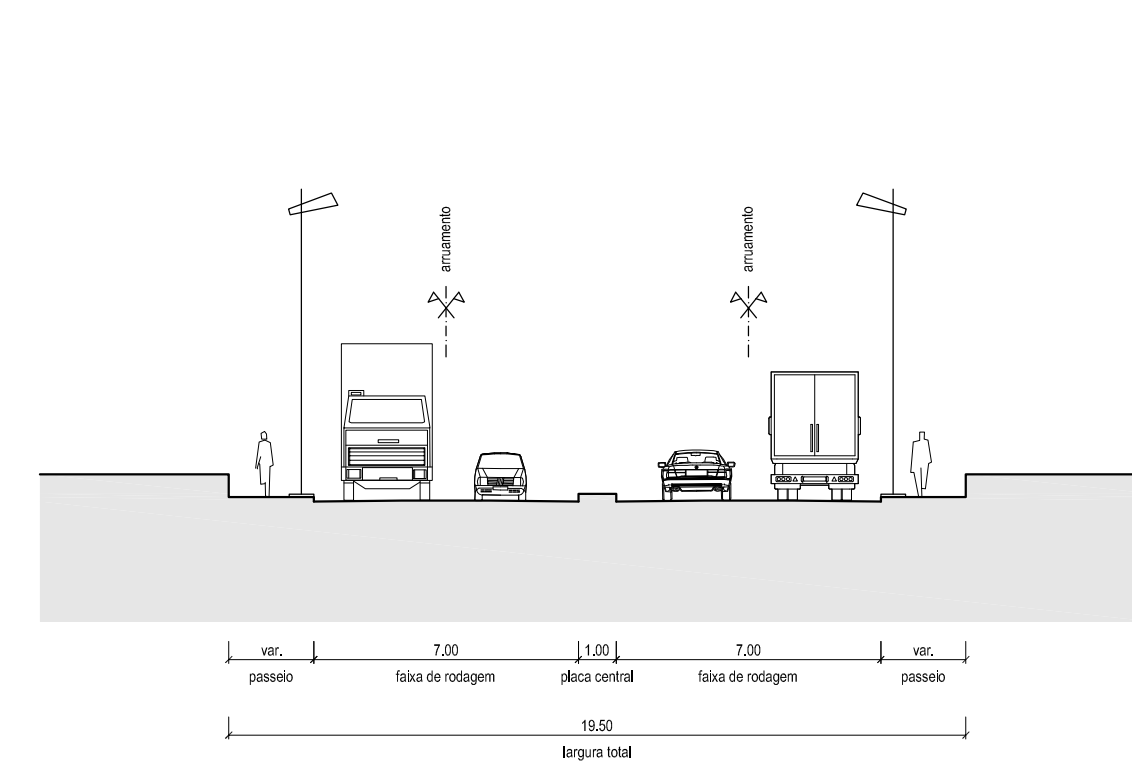 arruamento
arruamento
var.
7.00
1.00
7.00
var.
passeio
faixa de rodagem
placa central
faixa de rodagem
passeio
19.50
largura total